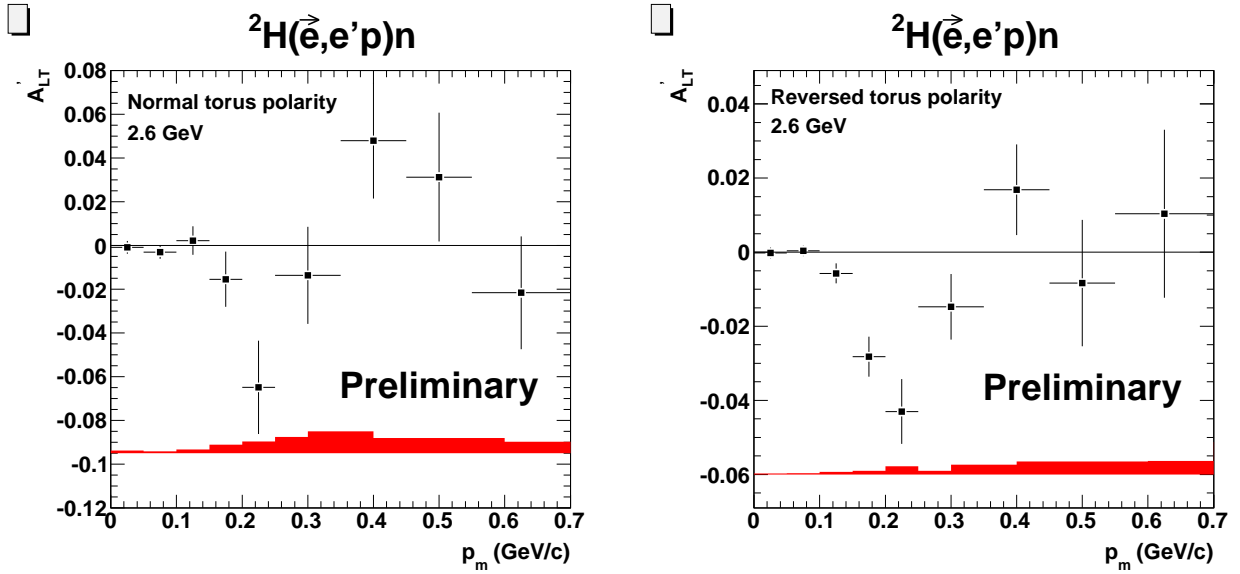 ²H(e⃗,e’p)n
A'LT
Normal torus polarity
2.6 GeV
Preliminary
0.08
0.06
0.04
0.02
0
-0.02
-0.04
-0.06
-0.08
-0.1
-0.12
0 0.1 0.2 0.3 0.4 0.5 0.6 0.7
pm (GeV/c)
²H(e⃗,e’p)n
A'LT
Reversed torus polarity
2.6 GeV
Preliminary
0.04
0.02
0
-0.02
-0.04
-0.06
0 0.1 0.2 0.3 0.4 0.5 0.6 0.7
pm (GeV/c)